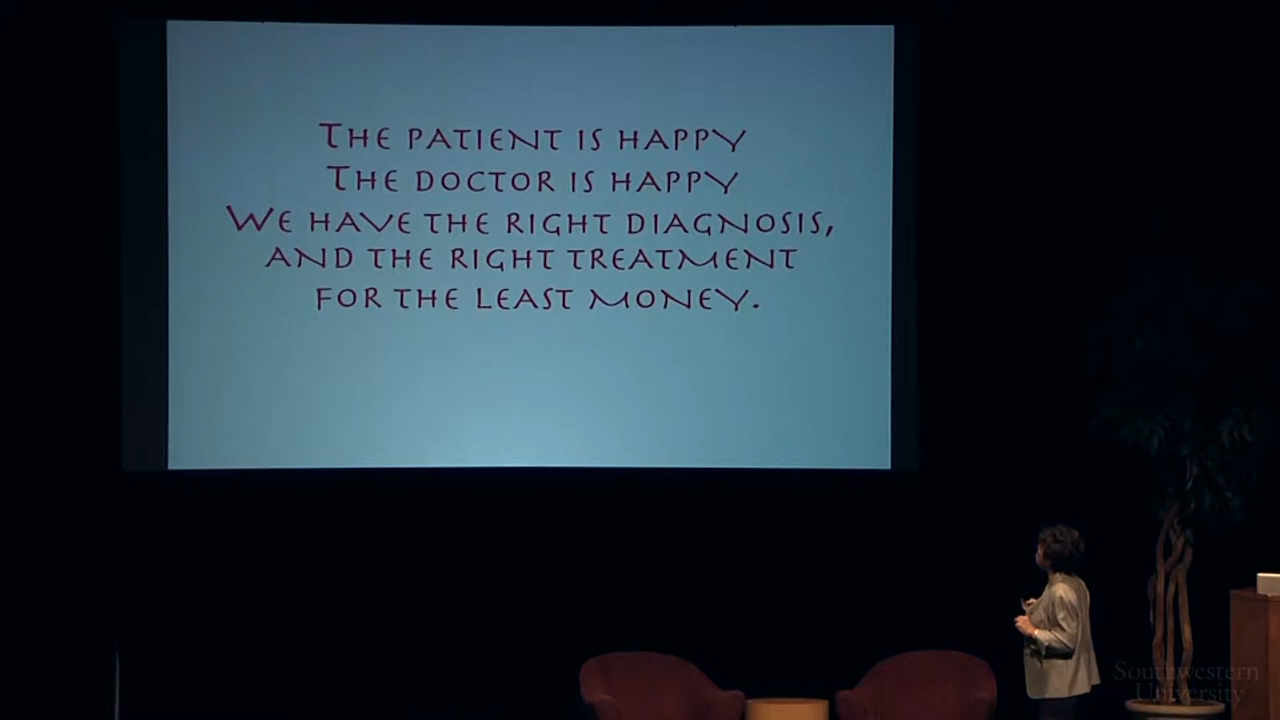 The patient is happy
The doctor is happy
We have the right diagnosis,
and the right treatment
for the least money.
Southwestern
University